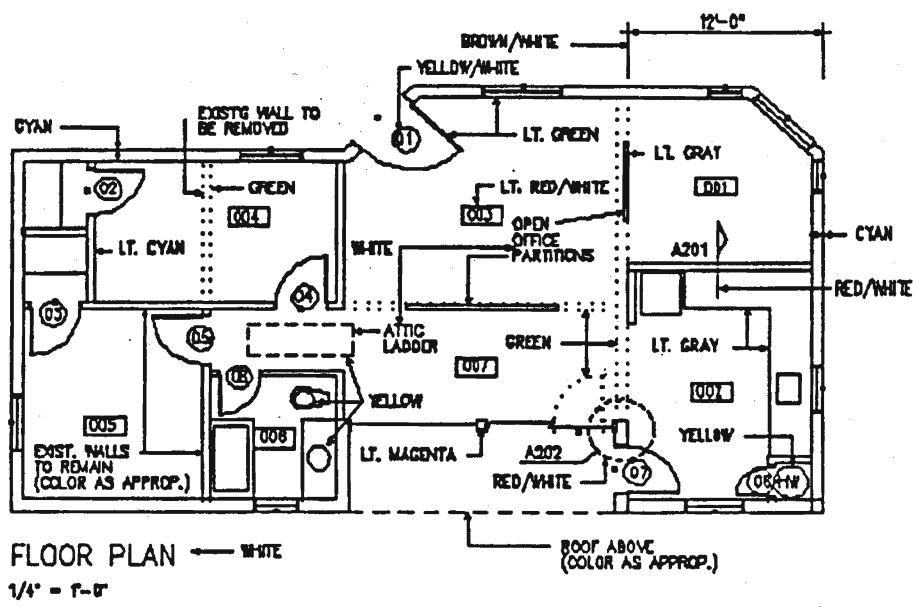 12'-0"
BROWN/WHITE
YELLOW/WHITE
EXIST'G WALL TO
BE REMOVED
CYAN
01
LT. GREEN
LT. GRAY
02
GREEN
LT. RED/WHITE
001
004
003
OPEN
OFFICE
PARTITIONS
LT. CYAN
WHITE
A201
CYAN
RED/WHITE
03
04
05
ATTIC
LADDER
GREEN
LT. GRAY
06
007
002
YELLOW
005
008
YELLOW
EXIST. WALLS
TO REMAIN
(COLOR AS APPROP.)
LT. MAGENTA
A202
RED/WHITE
07
FLOOR PLAN
WHITE
ROOF ABOVE
(COLOR AS APPROP.)
1/4" = 1'-0"